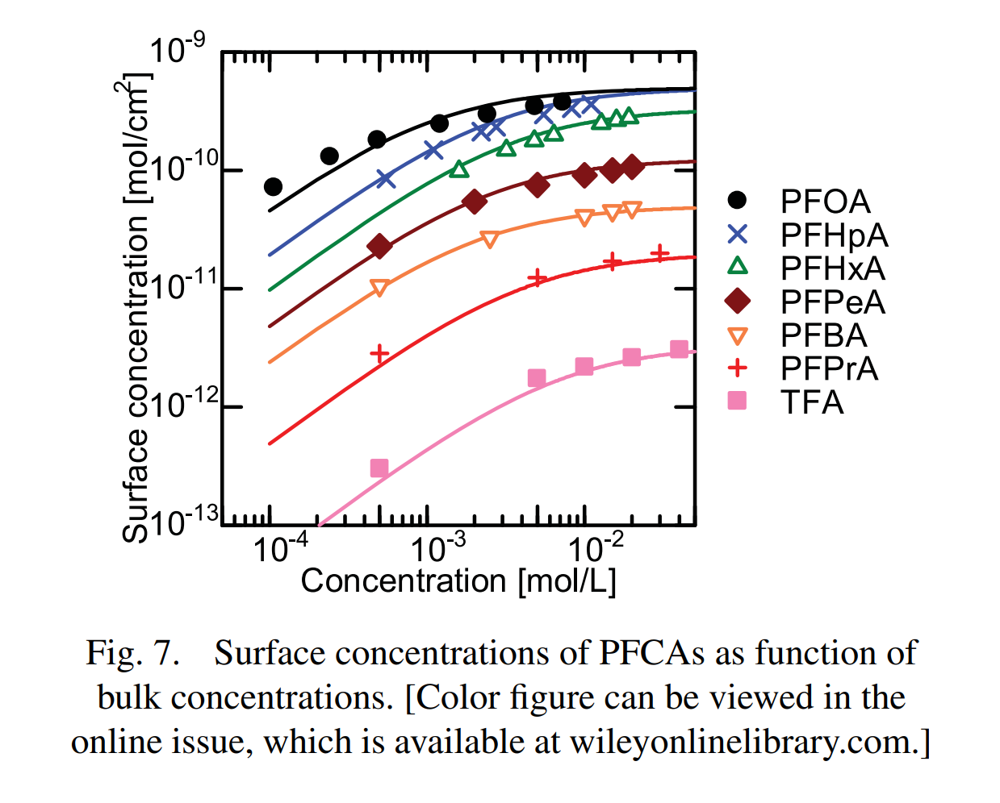 10-9
10-10
10-11
10-12
10-13
Surface concentration [mol/cm2]
10-4 10-3 10-2
Concentration [mol/L]
PFOA
PFHpA
PFHxA
PFPeA
PFBA
PFPrA
TFA
Fig. 7. Surface concentrations of PFCAs as function of
bulk concentrations. [Color figure can be viewed in the
online issue, which is available at wileyonlinelibrary.com.]